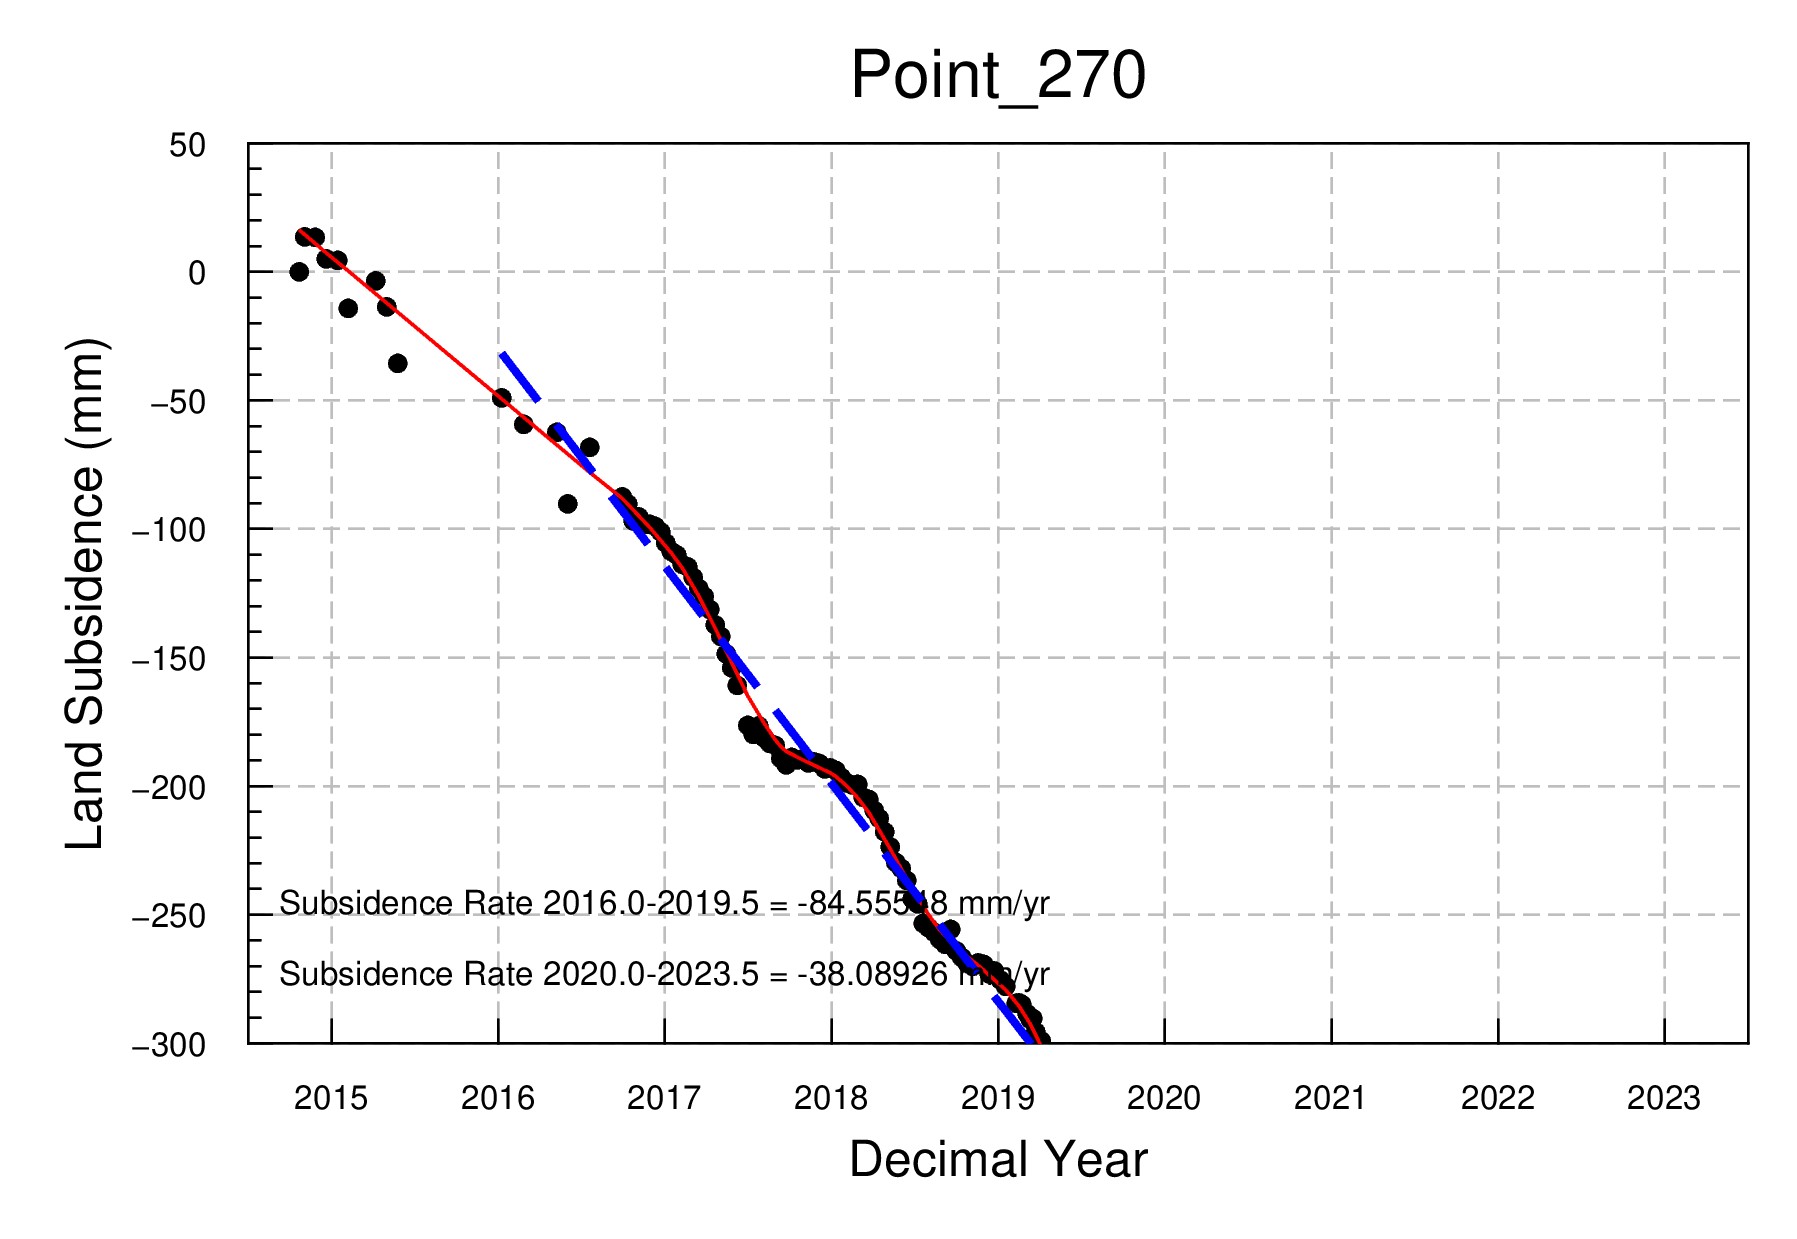 Point_270
50
0
−50
−100
−150
−200
−250
−300
Land Subsidence (mm)
Subsidence Rate 2016.0-2019.5 = -84.55548 mm/yr
Subsidence Rate 2020.0-2023.5 = -38.08926 mm/yr
2015 2016 2017 2018 2019 2020 2021 2022 2023
Decimal Year